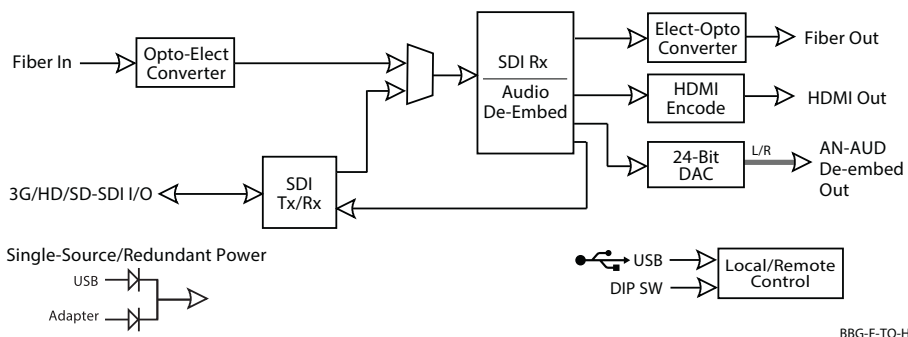 Fiber In
Opto-Elect
Converter
SDI Rx
Audio
De-Embed
Elect-Opto
Converter
Fiber Out
HDMI
Encode
HDMI Out
24-Bit
DAC
L/R
AN-AUD
De-embed
Out
3G/HD/SD-SDI I/O
SDI
Tx/Rx
Single-Source/Redundant Power
USB
Adapter
USB
DIP SW
Local/Remote
Control
BBG-F-TO-H